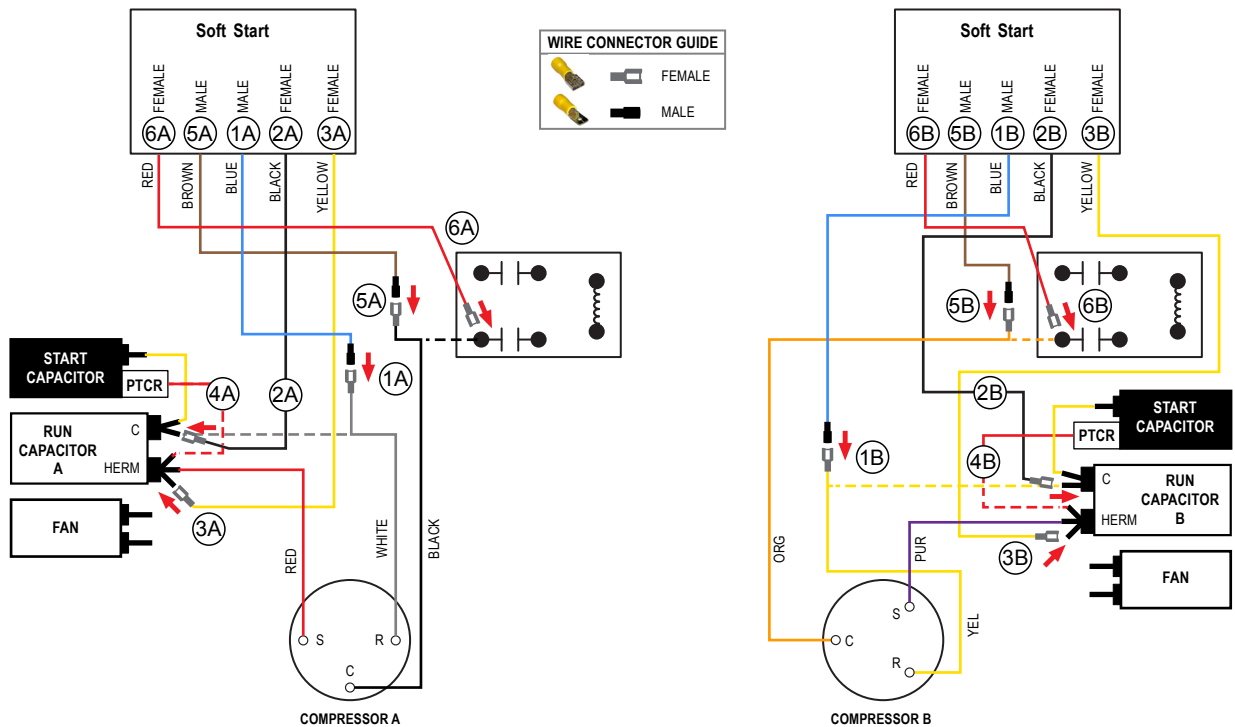 Soft Start
FEMALE
MALE
MALE
FEMALE
FEMALE
6A
5A
1A
2A
3A
RED
BROWN
BLUE
BLACK
YELLOW
6A
5A
1A
2A
START
CAPACITOR
PTCR
4A
C
RUN
CAPACITOR
A
HERM
3A
FAN
RED
WHITE
BLACK
S
R
C
COMPRESSOR A
WIRE CONNECTOR GUIDE
FEMALE
MALE
Soft Start
FEMALE
MALE
MALE
FEMALE
FEMALE
6B
5B
1B
2B
3B
RED
BROWN
BLUE
BLACK
YELLOW
5B
6B
2B
START
CAPACITOR
PTCR
1B
4B
C
RUN
CAPACITOR
B
HERM
3B
FAN
ORG
PUR
YEL
S
C
R
COMPRESSOR B